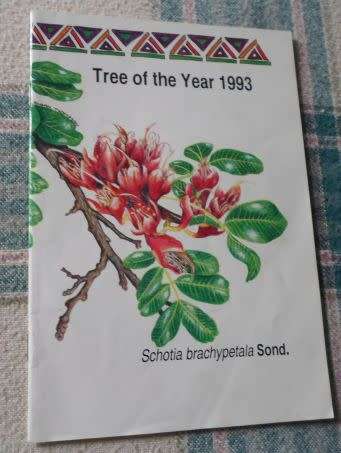 Tree of the Year 1993
Schotia brachypetala Sond.